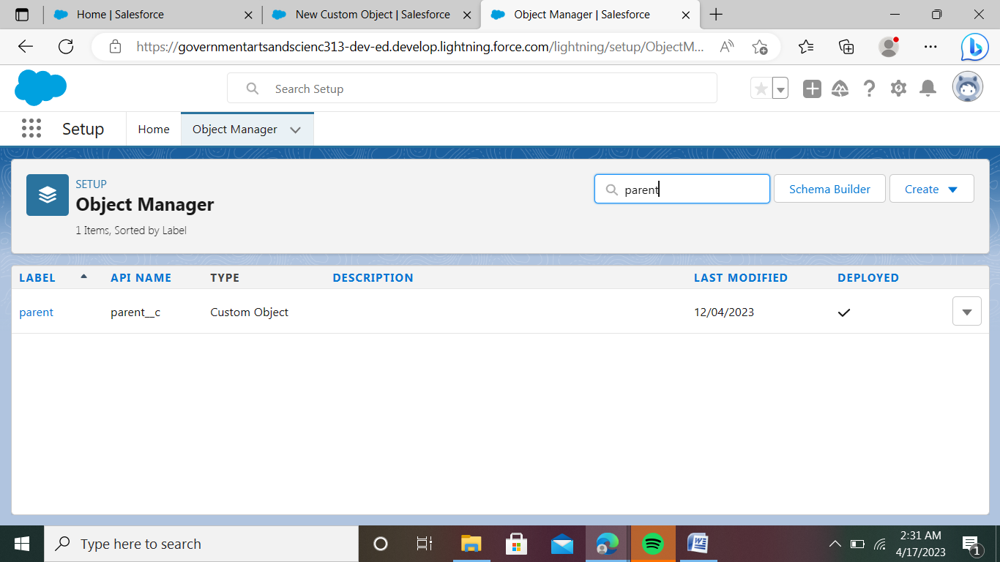 Home | Salesforce
New Custom Object | Salesforce
Object Manager | Salesforce
https://governmentartsandscienc313-dev-ed.develop.lightning.force.com/lightning/setup/ObjectM...
Search Setup
Setup
Home
Object Manager
SETUP
Object Manager
1 Items, Sorted by Label
parent
Schema Builder
Create
LABEL API NAME TYPE DESCRIPTION LAST MODIFIED DEPLOYED
parent parent__c Custom Object 12/04/2023
Type here to search
2:31 AM
4/17/2023
1